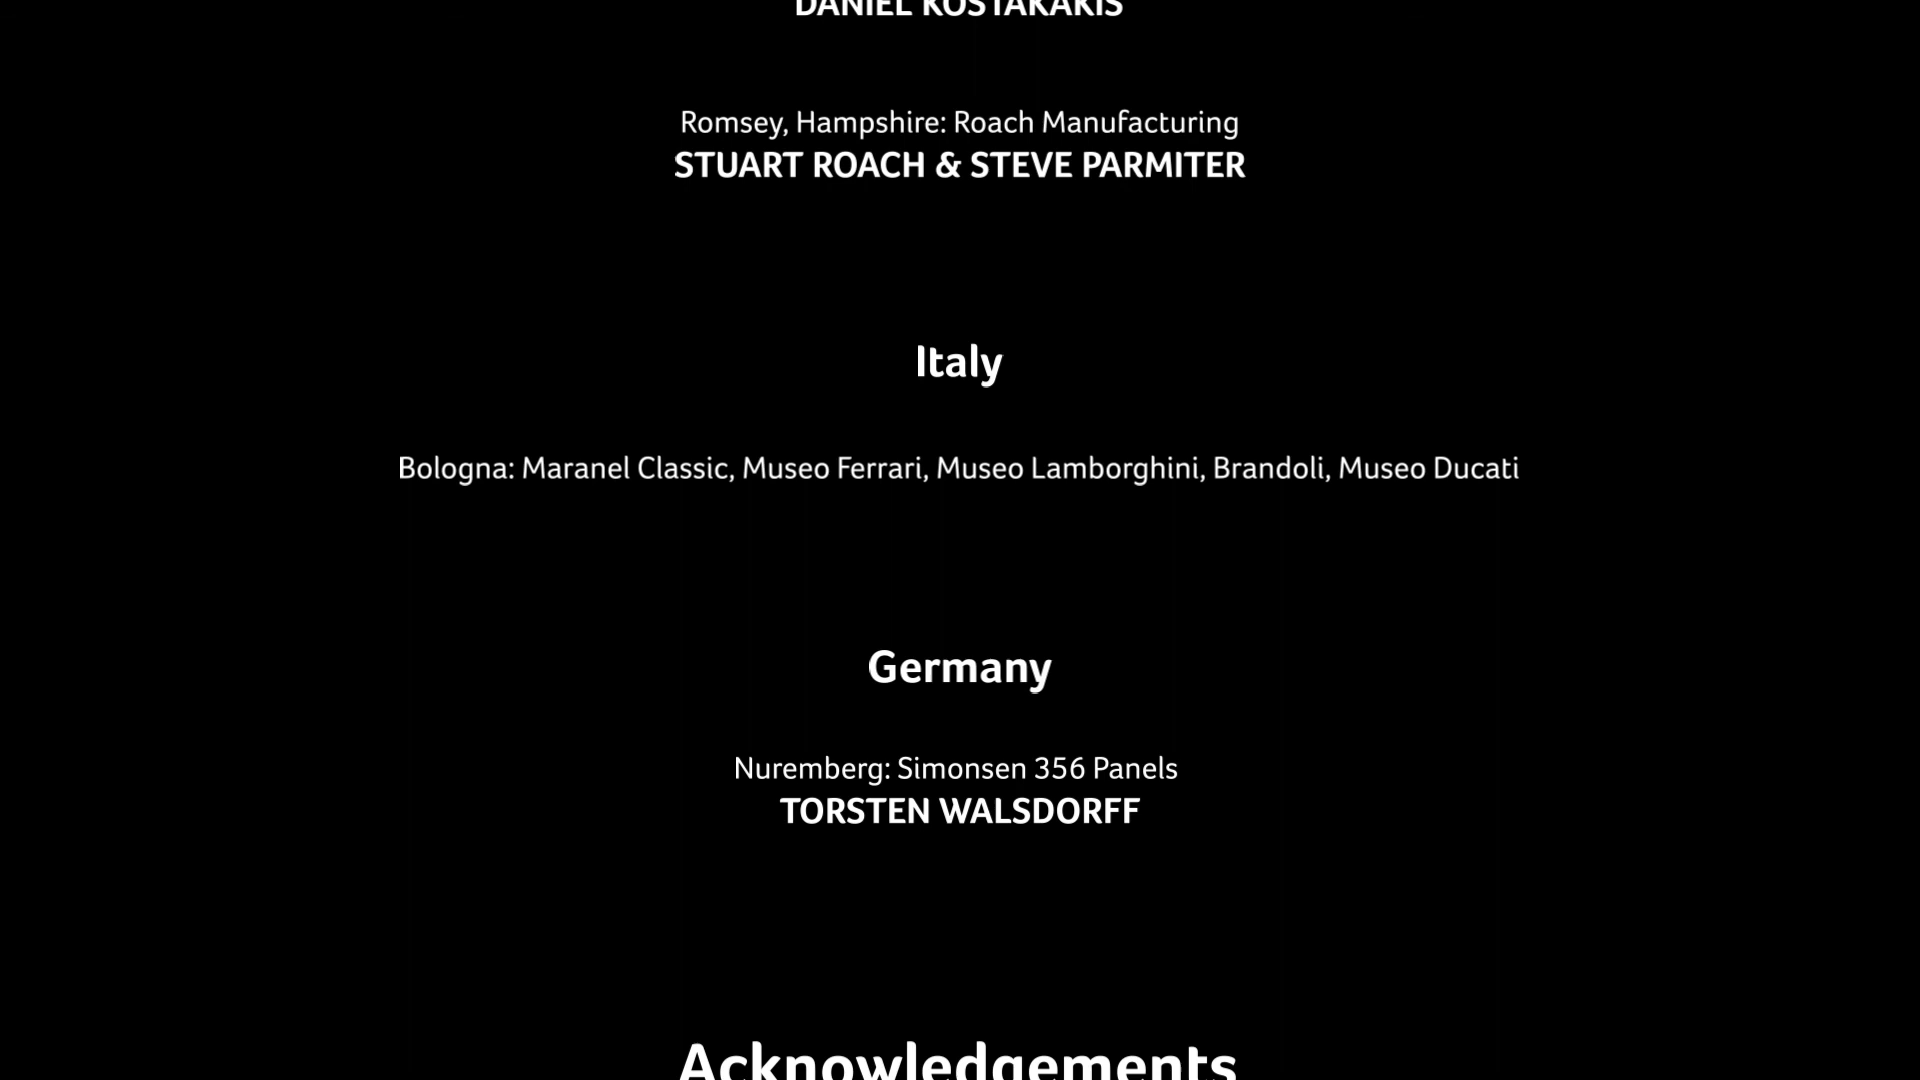 DANIEL KOSTAKAKIS
Romsey, Hampshire: Roach Manufacturing
STUART ROACH & STEVE PARMITER
Italy
Bologna: Maranel Classic, Museo Ferrari, Museo Lamborghini, Brandoli, Museo Ducati
Germany
Nuremberg: Simonsen 356 Panels
TORSTEN WALSDORFF
Acknowledgements